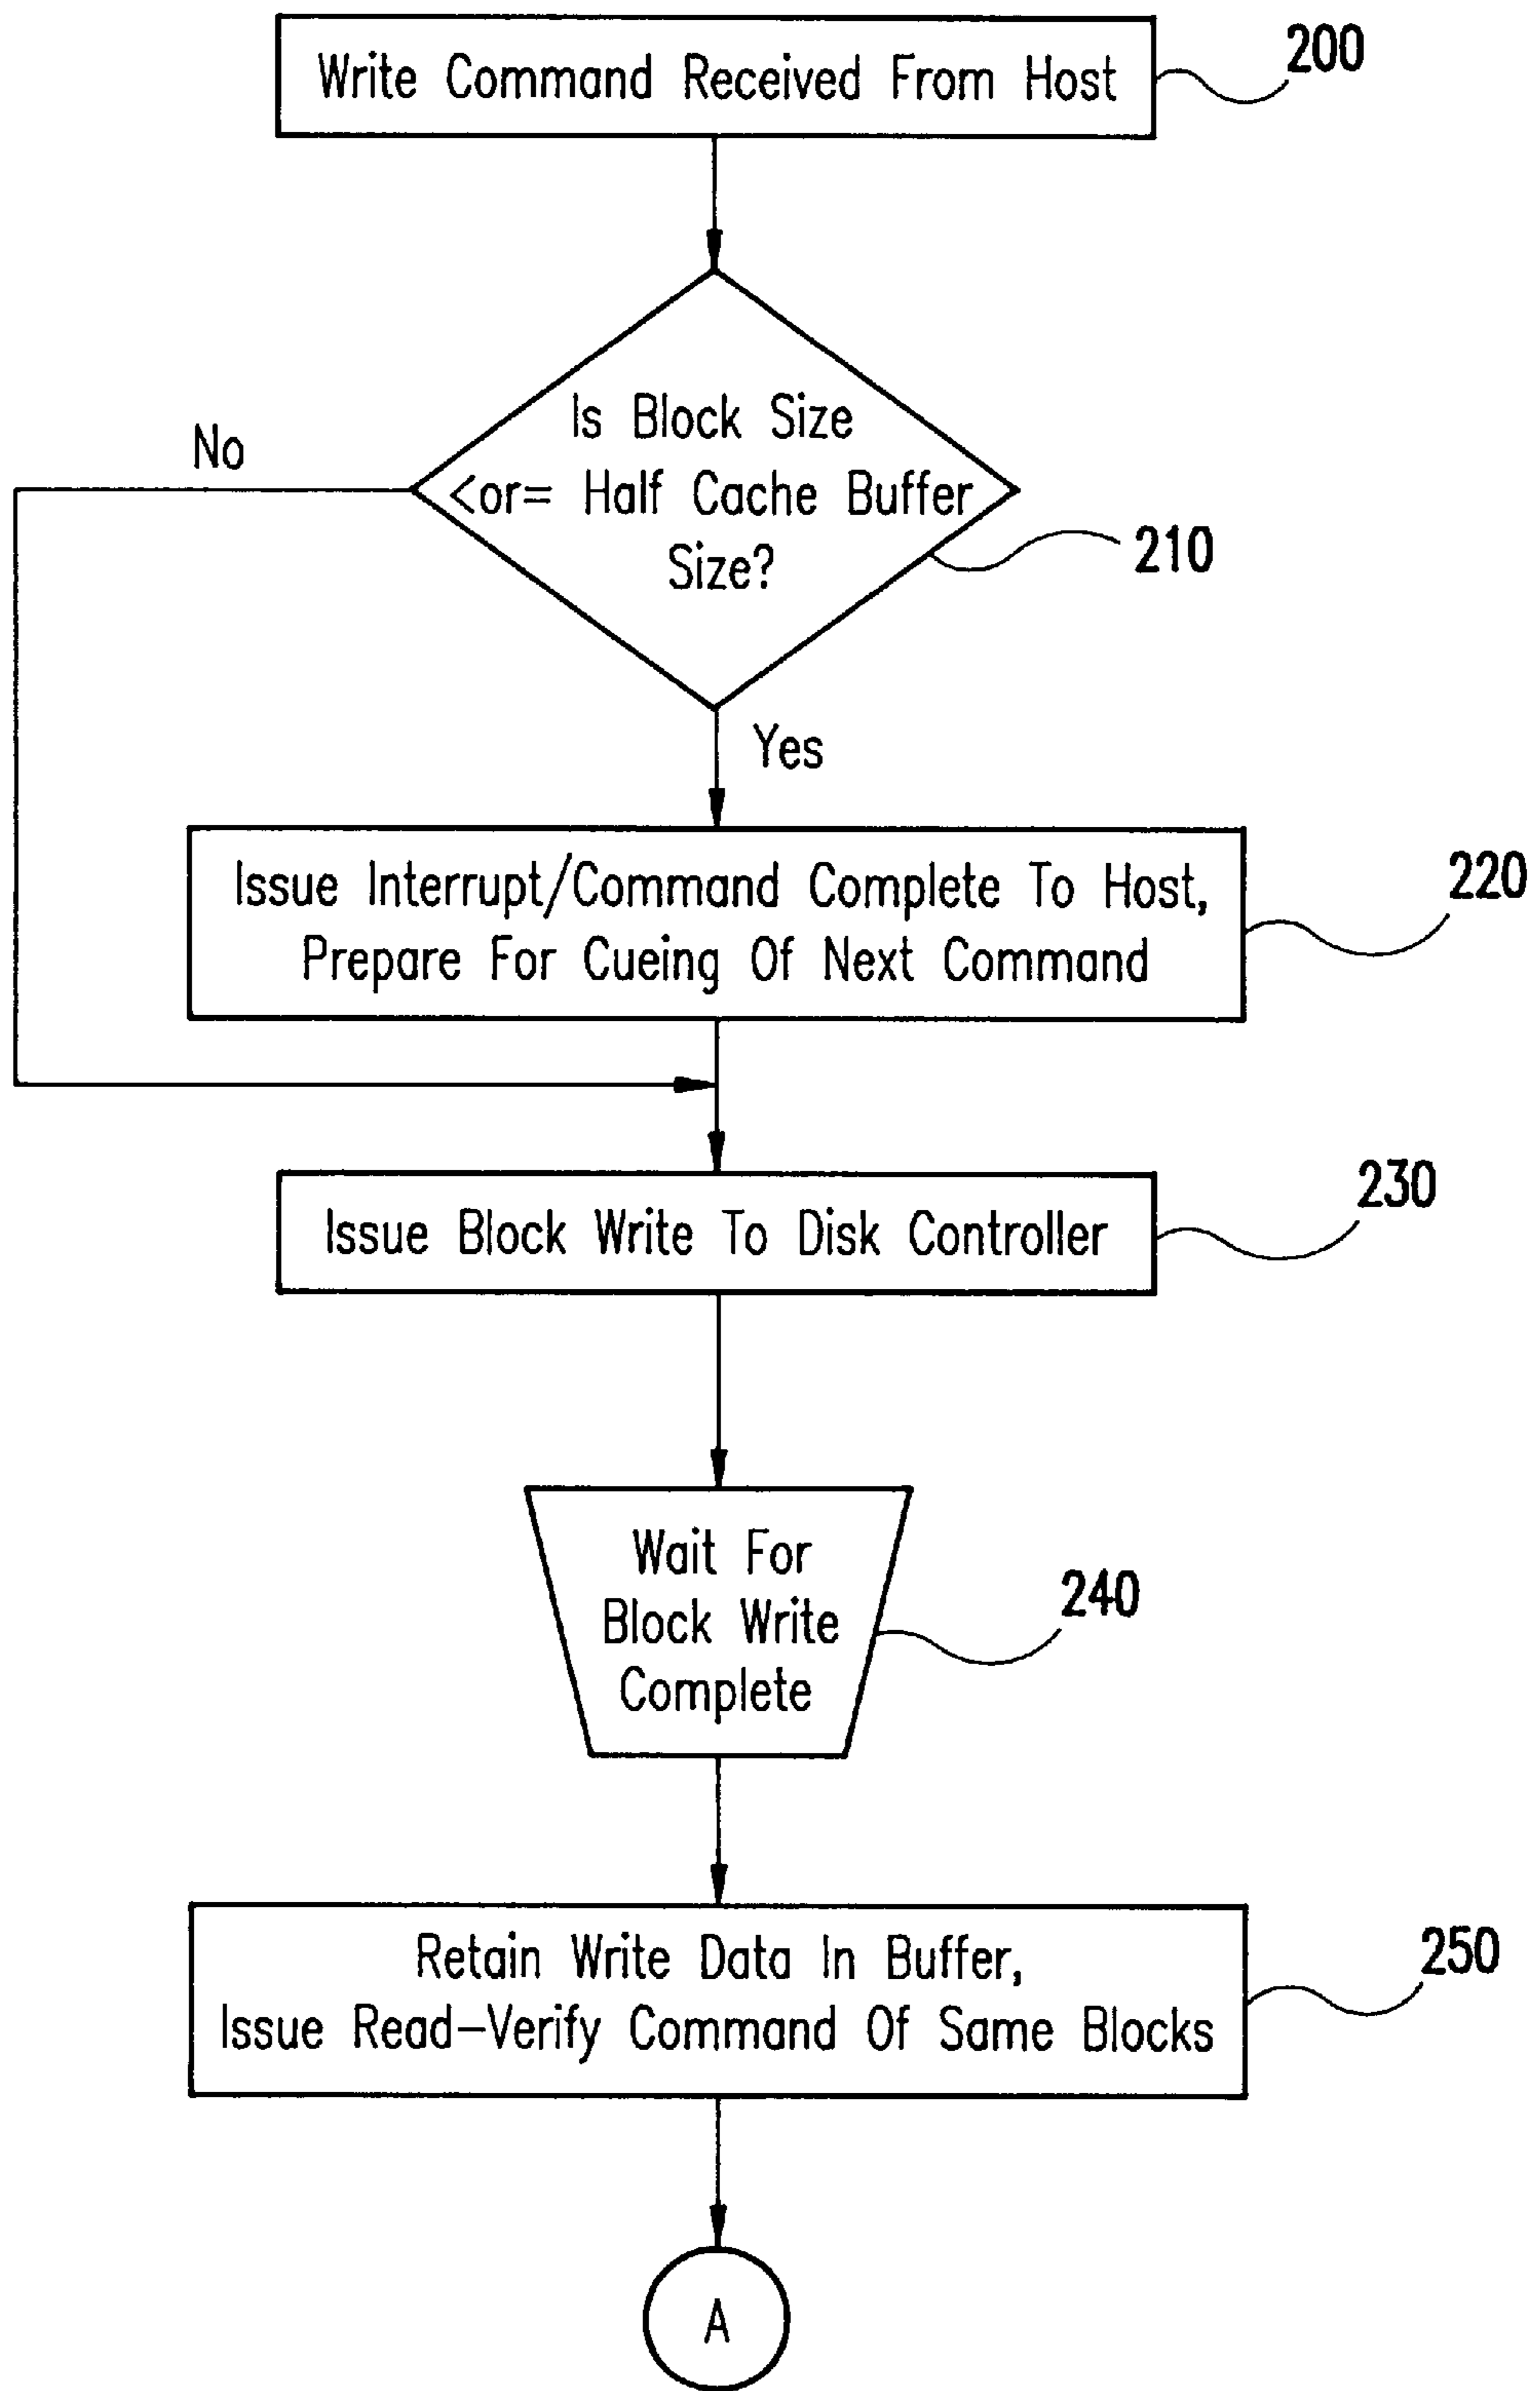 Write Command Received From Host
200
Is Block Size
<or= Half Cache Buffer
Size?
210
No
Yes
Issue Interrupt/Command Complete To Host,
Prepare For Cueing Of Next Command
220
Issue Block Write To Disk Controller
230
Wait For
Block Write
Complete
240
Retain Write Data In Buffer,
Issue Read-Verify Command Of Same Blocks
250
A